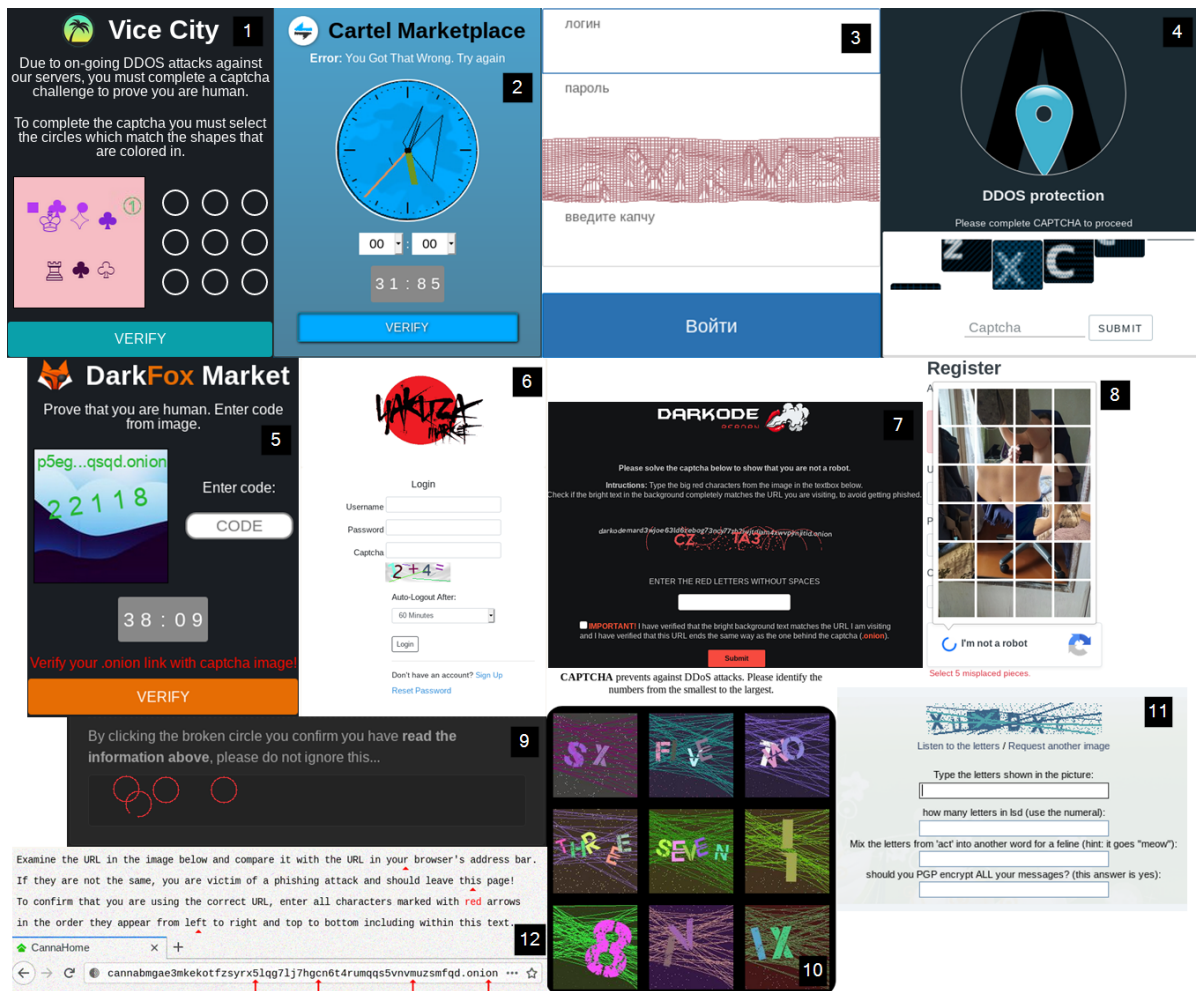 Vice City
1
Due to on-going DDOS attacks against
our servers, you must complete a captcha
challenge to prove you are human.
To complete the captcha you must select
the circles which match the shapes that
are colored in.
1
VERIFY
Cartel Marketplace
Error: You Got That Wrong. Try again
2
00 : 00
31:85
VERIFY
логин
3
пароль
введите капчу
Войти
4
DDOS protection
Please complete CAPTCHA to proceed
Z X C
Captcha
SUBMIT
DarkFox Market
Prove that you are human. Enter code
from image.
5
p5eg...qsqd.onion
22118
Enter code:
CODE
38:09
Verify your .onion link with captcha image!
VERIFY
6
YAKUZA
MARKET
Login
Username
Password
Captcha
2+4=
Auto-Logout After:
60 Minutes
Login
Don't have an account? Sign Up
Reset Password
DARKODE
7
Please solve the captcha below to show that you are not a robot.
Intructions: Type the big red characters from the image in the textbox below.
Check if the bright text in the background completely matches the URL you are visiting, to avoid getting phished.
CZ 1A3
ENTER THE RED LETTERS WITHOUT SPACES
IMPORTANT! I have verified that the bright background text matches the URL I am visiting
and I have verified that this URL ends the same way as the one behind the captcha (.onion).
Submit
Register
8
I'm not a robot
Select 5 misplaced pieces.
By clicking the broken circle you confirm you have read the
information above, please do not ignore this...
9
CAPTCHA prevents against DDoS attacks. Please identify the
numbers from the smallest to the largest.
SX FIVE
THREE SEVEN
8 IX
10
11
Listen to the letters / Request another image
Type the letters shown in the picture:
how many letters in lsd (use the numeral):
Mix the letters from 'act' into another word for a feline (hint: it goes "meow"):
should you PGP encrypt ALL your messages? (this answer is yes):
Examine the URL in the image below and compare it with the URL in your browser's address bar.
If they are not the same, you are victim of a phishing attack and should leave this page!
To confirm that you are using the correct URL, enter all characters marked with red arrows
in the order they appear from left to right and top to bottom including within this text.
12
CannaHome
cannabmgae3mkekotfzsyrx5lqg7lj7hgcn6t4rumqqs5vnvmuzsmfqd.onion